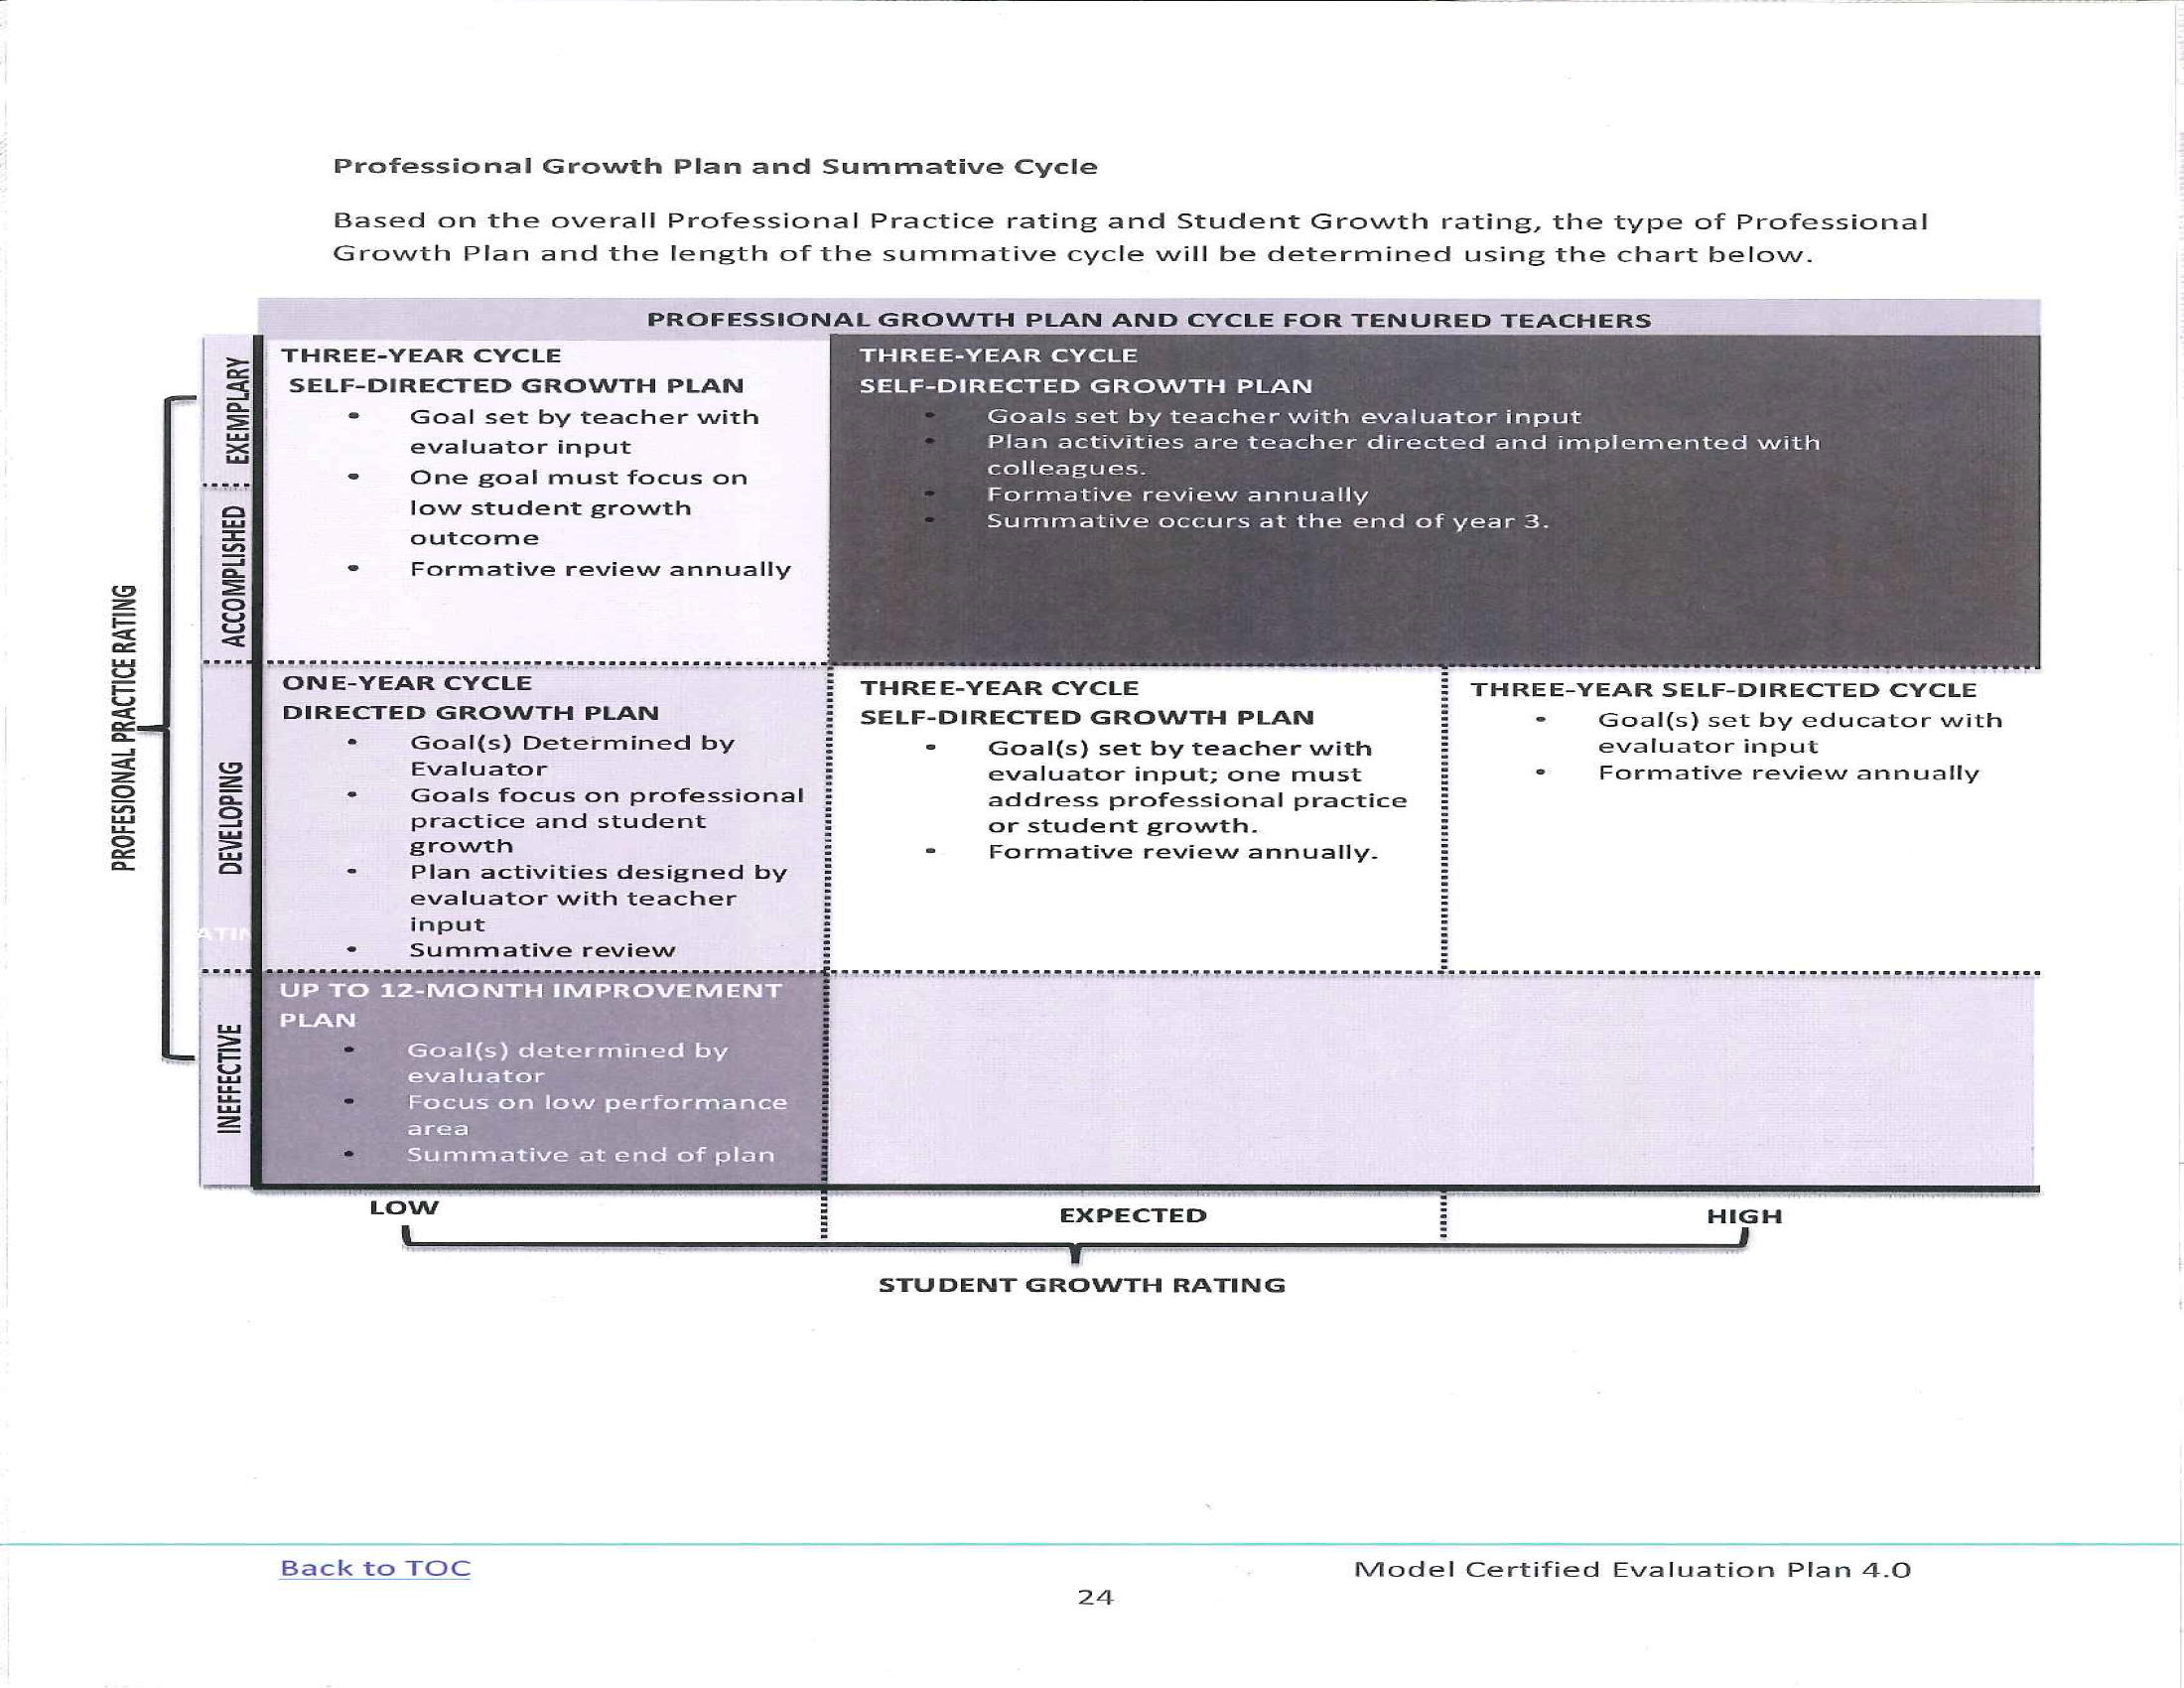 Professional Growth Plan and Summative Cycle
Based on the overall Professional Practice rating and Student Growth rating, the type of Professional
Growth Plan and the length of the summative cycle will be determined using the chart below.
PROFESSIONAL GROWTH PLAN AND CYCLE FOR TENURED TEACHERS
PROFESIONAL PRACTICE RATING
EXEMPLARY
ACCOMPLISHED
THREE-YEAR CYCLE
SELF-DIRECTED GROWTH PLAN
• Goal set by teacher with
evaluator input
• One goal must focus on
low student growth
outcome
• Formative review annually
THREE-YEAR CYCLE
SELF-DIRECTED GROWTH PLAN
• Goals set by teacher with evaluator input
• Plan activities are teacher directed and implemented with
colleagues.
• Formative review annually
• Summative occurs at the end of year 3.
DEVELOPING
ATIN
ONE-YEAR CYCLE
DIRECTED GROWTH PLAN
• Goal(s) Determined by
Evaluator
• Goals focus on professional
practice and student
growth
• Plan activities designed by
evaluator with teacher
input
• Summative review
THREE-YEAR CYCLE
SELF-DIRECTED GROWTH PLAN
• Goal(s) set by teacher with
evaluator input; one must
address professional practice
or student growth.
• Formative review annually.
THREE-YEAR SELF-DIRECTED CYCLE
• Goal(s) set by educator with
evaluator input
• Formative review annually
INEFFECTIVE
UP TO 12-MONTH IMPROVEMENT
PLAN
• Goal(s) determined by
evaluator
• Focus on low performance
area
• Summative at end of plan
LOW
EXPECTED
HIGH
STUDENT GROWTH RATING
Back to TOC
Model Certified Evaluation Plan 4.0
24